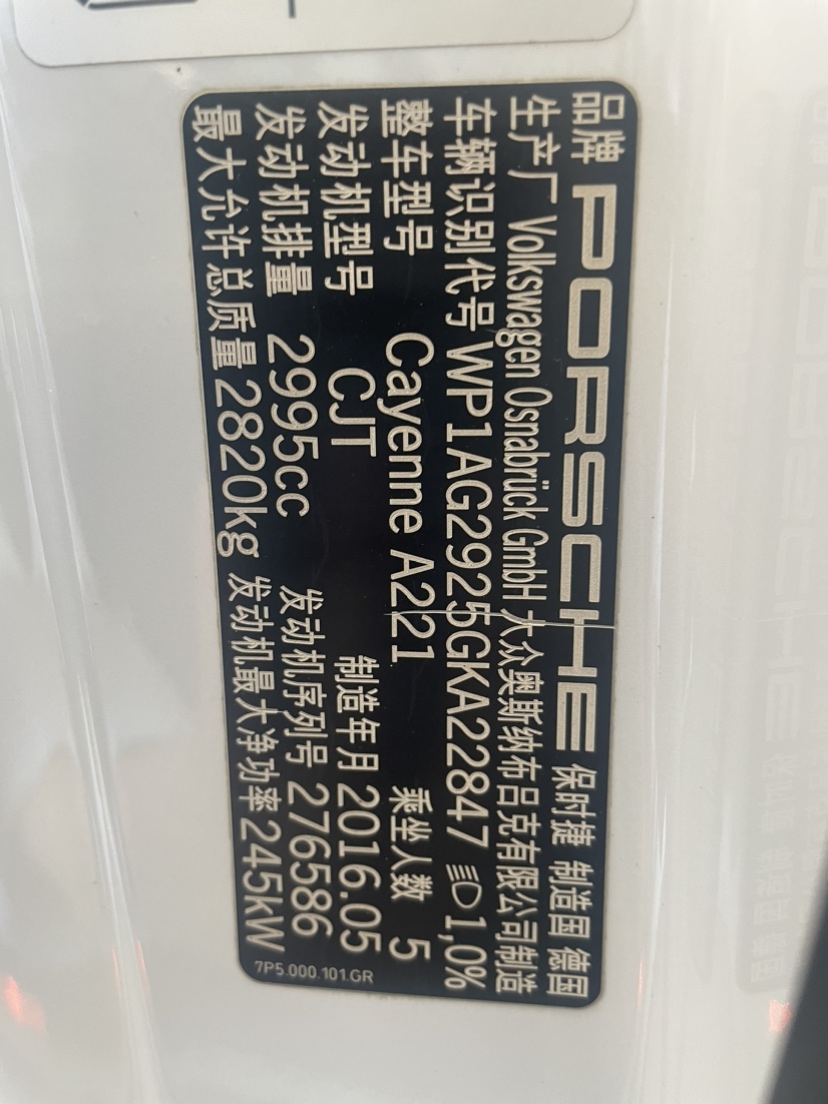 品牌 PORSCHE 保时捷 制造国 德国
生产厂 Volkswagen Osnabrück GmbH 大众奥斯纳布吕克有限公司制造
车辆识别代号 WP1AG2925GKA22847 1,0%
整车型号 Cayenne A221 乘坐人数 5
发动机型号 CJT 制造年月 2016.05
发动机排量 2995cc 发动机序列号 276586
最大允许总质量 2820kg 发动机最大净功率 245kW
7P5.000.101.GR